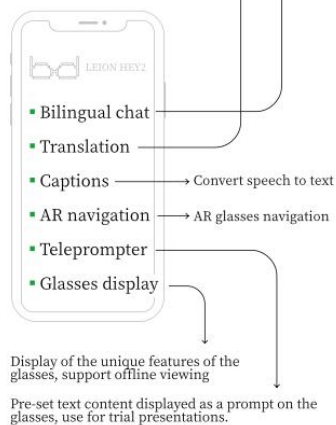 LEION HEY2
Bilingual chat
Translation
Captions
Convert speech to text
AR navigation
AR glasses navigation
Teleprompter
Glasses display
Display of the unique features of the
glasses, support offline viewing
Pre-set text content displayed as a prompt on the
glasses, use for trial presentations.